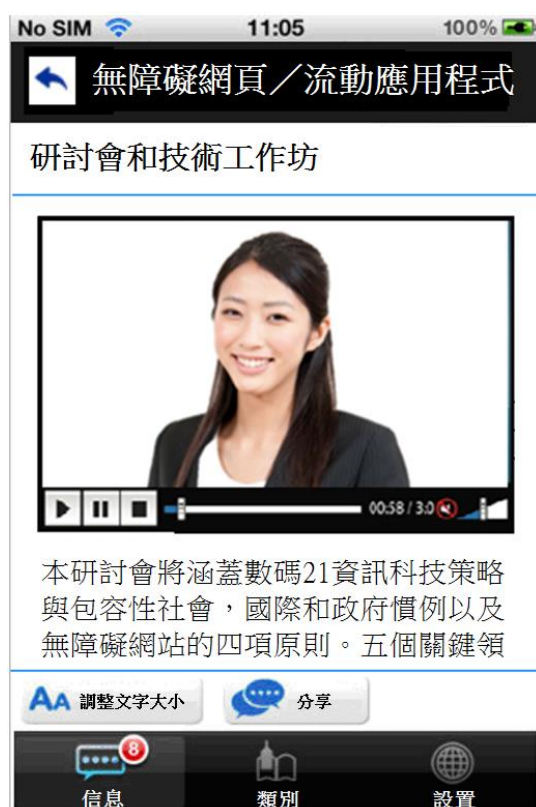 No SIM 11:05 100%
無障礙網頁／流動應用程式
研討會和技術工作坊
00:58 / 3:0
本研討會將涵蓋數碼21資訊科技策略
與包容性社會，國際和政府慣例以及
無障礙網站的四項原則。五個關鍵領
AA 調整文字大小 分享
8
信息 類別 設置